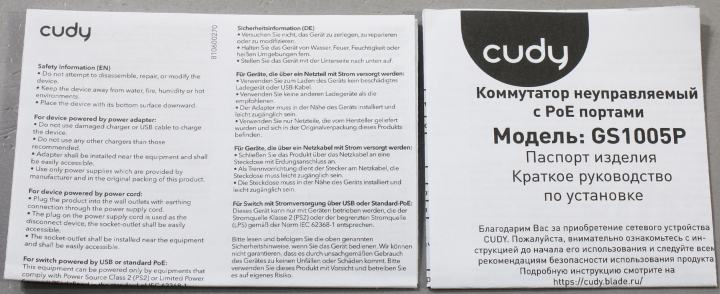 cudy
810600270
Safety information (EN)
• Do not attempt to disassemble, repair, or modify the
device.
• Keep the device away from water, fire, humidity or hot
environments.
• Place the device with its bottom surface downward.
For device powered by power adapter:
• Do not use damaged charger or USB cable to charge
the device.
• Do not use any other chargers than those
recommended.
• Adapter shall be installed near the equipment and shall
be easily accessible.
• Use only power supplies which are provided by
manufacturer and in the original packing of this product.
For device powered by power cord:
• Plug the product into the wall outlets with earthing
connection through the power supply cord.
• The plug on the power supply cord is used as the
disconnect device, the socket-outlet shall be easily
accessible.
• The socket-outlet shall be installed near the equipment
and shall be easily accessible.
For switch powered by USB or standard PoE:
This equipment can be powered only by equipments that
comply with Power Source Class 2 (PS2) or Limited Power
Sicherheitsinformation (DE)
• Versuchen Sie nicht, das Gerät zu zerlegen, zu reparieren
oder zu modifizieren.
• Halten Sie das Gerät von Wasser, Feuer, Feuchtigkeit oder
heißen Umgebungen fern.
• Stellen Sie das Gerät mit der Unterseite nach unten auf.
Für Geräte, die über ein Netzteil mit Strom versorgt werden:
• Verwenden Sie zum Laden des Geräts kein beschädigtes
Ladegerät oder USB-Kabel.
• Verwenden Sie keine anderen Ladegeräte als die
empfohlenen.
• Der Adapter muss in der Nähe des Geräts installiert und
leicht zugänglich sein.
• Verwenden Sie nur Netzteile, die vom Hersteller geliefert
wurden und sich in der Originalverpackung dieses Produkts
befinden.
Für Geräte, die über ein Netzkabel mit Strom versorgt werden:
• Schließen Sie das Produkt über das Netzkabel an eine
Steckdose mit Erdungsanschluss an.
• Als Trennvorrichtung dient der Stecker am Netzkabel, die
Steckdose muss leicht zugänglich sein.
• Die Steckdose muss in der Nähe des Geräts installiert und
leicht zugänglich sein.
Für Switch mit Stromversorgung über USB oder Standard-PoE:
Dieses Gerät kann nur mit Geräten betrieben werden, die der
Stromquelle Klasse 2 (PS2) oder der begrenzten Stromquelle
(LPS) gemäß der Norm IEC 62368-1 entsprechen.
Bitte lesen und befolgen Sie die oben genannten
Sicherheitshinweise, wenn Sie das Gerät bedienen. Wir können
nicht garantieren, dass es durch unsachgemäßen Gebrauch
des Gerätes zu keinen Unfällen oder Schäden kommt. Bitte
verwenden Sie dieses Produkt mit Vorsicht und betreiben Sie
es auf eigenes Risiko.
cudy
Коммутатор неуправляемый
с PoE портами
Модель: GS1005P
Паспорт изделия
Краткое руководство
по установке
Благодарим Вас за приобретение сетевого устройства
CUDY. Пожалуйста, внимательно ознакомьтесь с ин-
струкцией до начала его использования и следуйте всем
рекомендациям безопасности использования продукта
Подробную инструкцию смотрите на
https://cudy.blade.ru/